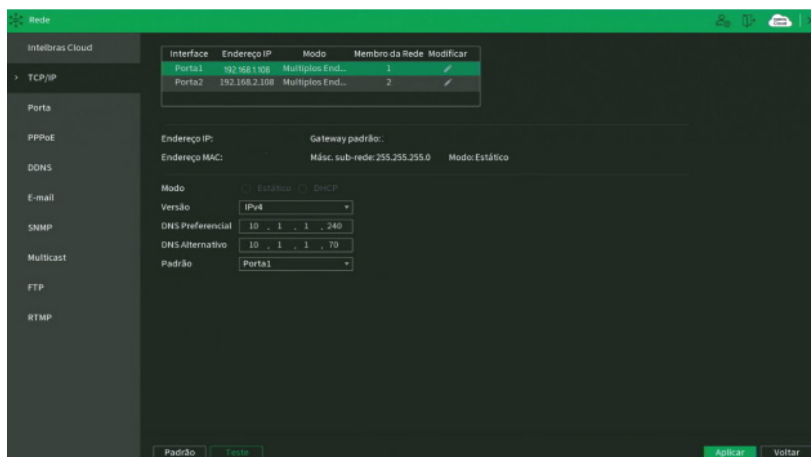 Rede
Intelbras Cloud
TCP/IP
Porta
PPPoE
DDNS
E-mail
SNMP
Multicast
FTP
RTMP
Interface Endereço IP Modo Membro da Rede Modificar
Porta1 192.168.1.108 Multiplos End... 1
Porta2 192.168.2.108 Multiplos End... 2
Endereço IP: Gateway padrão:.
Endereço MAC: Másc. sub-rede:255.255.255.0 Modo:Estático
Modo Estático DHCP
Versão IPv4
DNS Preferencial 10 . 1 . 1 . 240
DNS Alternativo 10 . 1 . 1 . 70
Padrão Porta1
Padrão Teste Aplicar Voltar